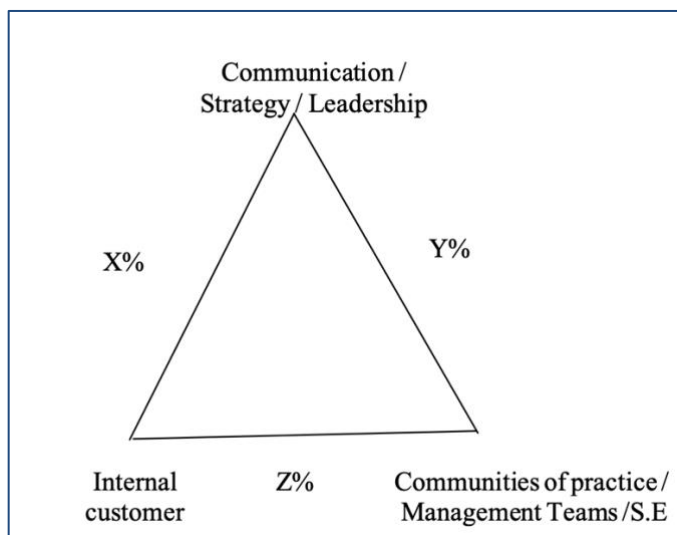 Communication /
Strategy / Leadership
X%
Y%
Internal
customer
Z%
Communities of practice /
Management Teams /S.E